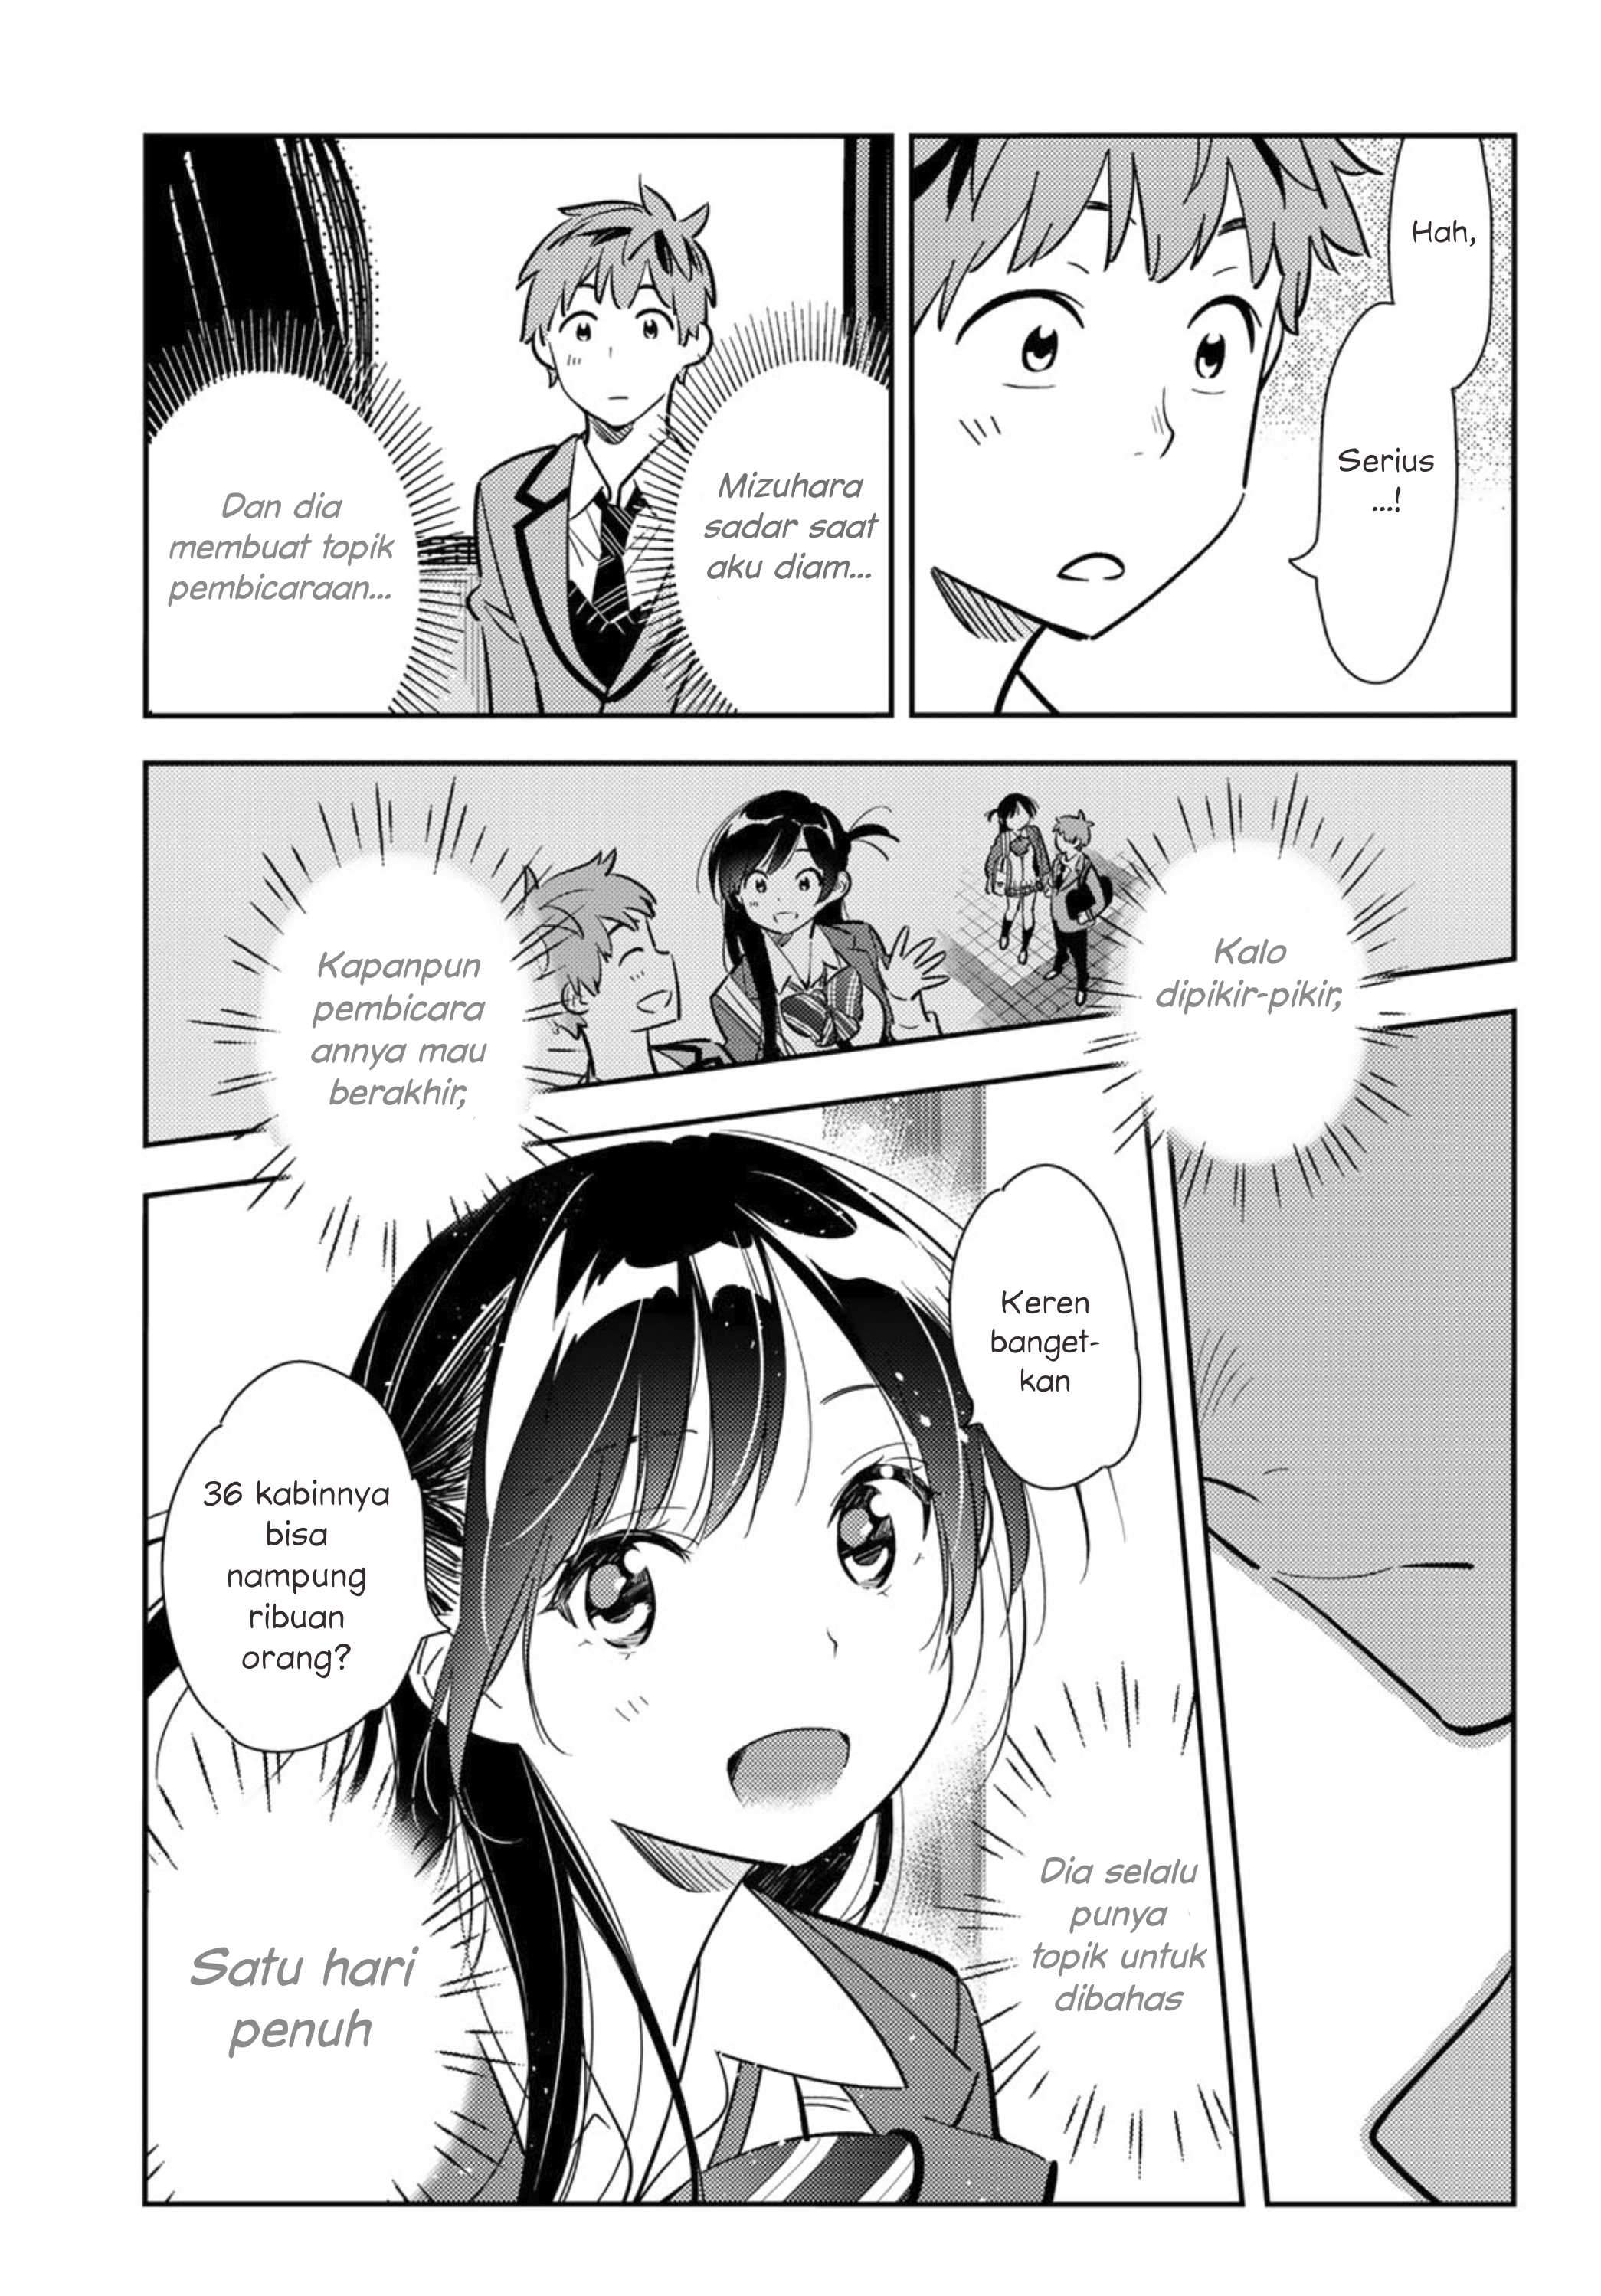 Hah,
Serius
...!
Mizuhara
sadar saat
aku diam...
Dan dia
membuat topik
pembicaraan...
Kalo
dipikir-pikir,
Kapanpun
pembicara
annya mau
berakhir,
Keren
banget-
kan
36 kabinnya
bisa
nampung
ribuan
orang?
Dia selalu
punya
topik untuk
dibahas
Satu hari
penuh